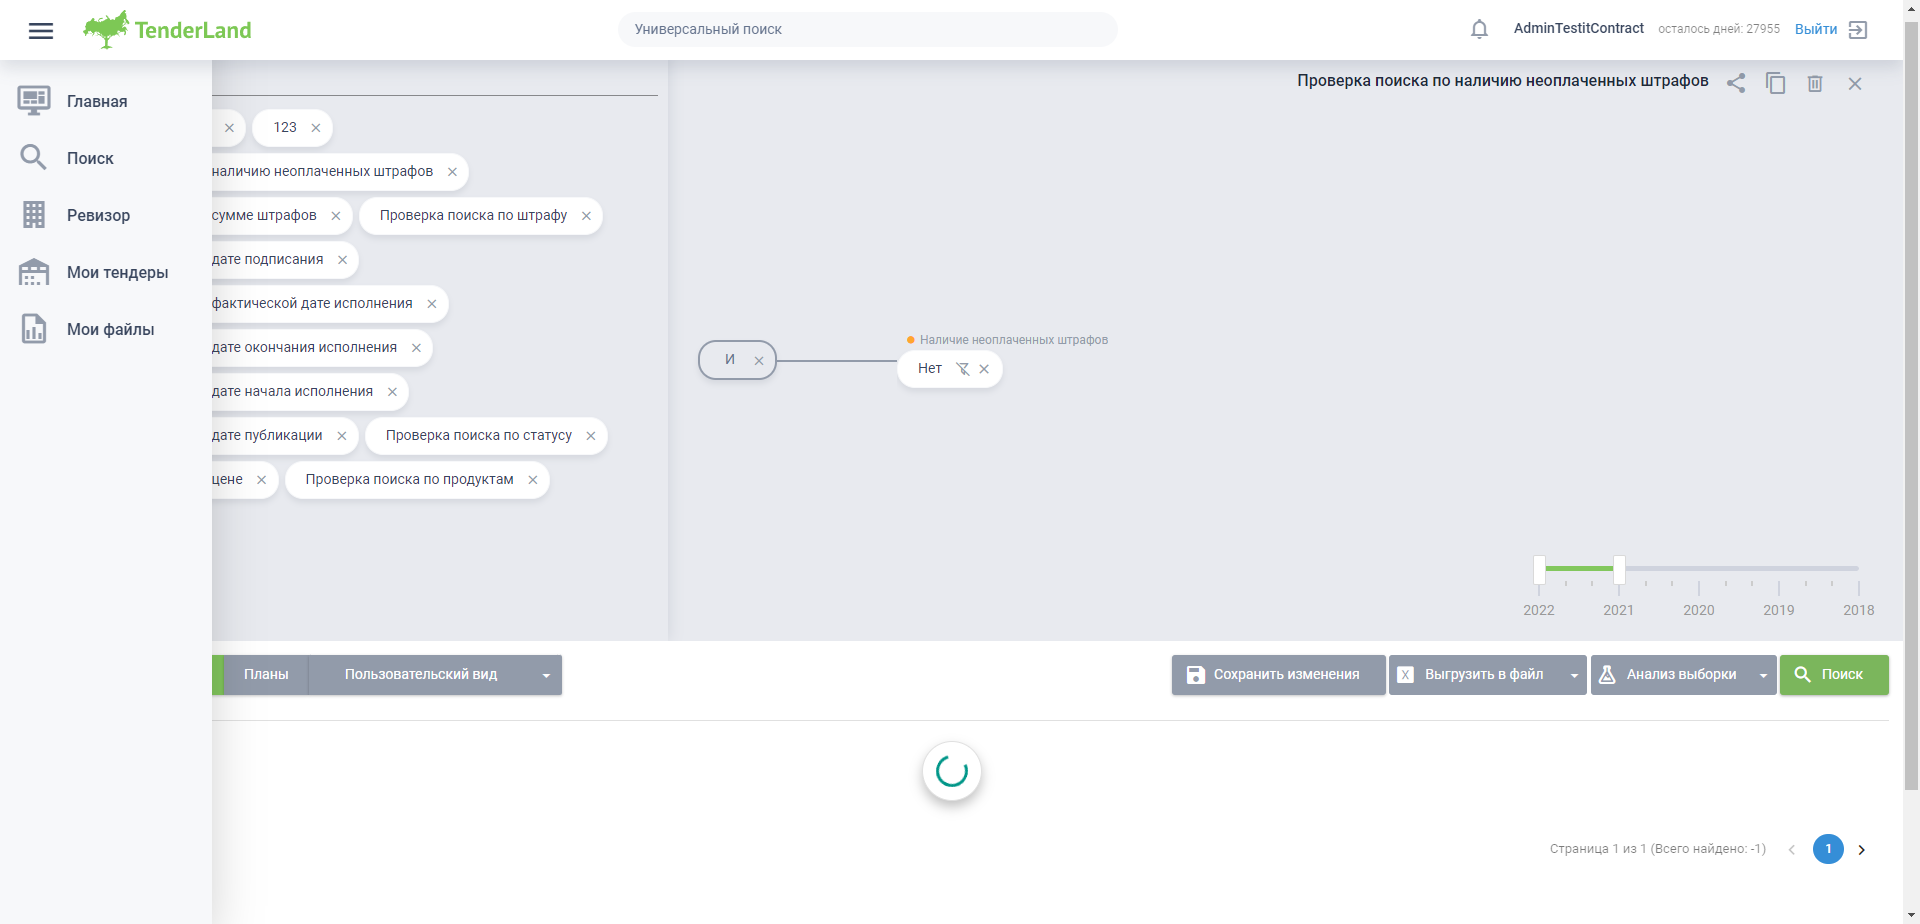 TenderLand
Универсальный поиск
AdminTestitContract
осталось дней: 27955
Выйти
Главная
Поиск
Ревизор
Мои тендеры
Мои файлы
123
наличию неоплаченных штрафов
сумме штрафов
Проверка поиска по штрафу
дате подписания
фактической дате исполнения
дате окончания исполнения
дате начала исполнения
дате публикации
Проверка поиска по статусу
цене
Проверка поиска по продуктам
Проверка поиска по наличию неоплаченных штрафов
И
Наличие неоплаченных штрафов
Нет
2022 2021 2020 2019 2018
Планы
Пользовательский вид
Сохранить изменения
X Выгрузить в файл
Анализ выборки
Поиск
Страница 1 из 1 (Всего найдено: -1)
1